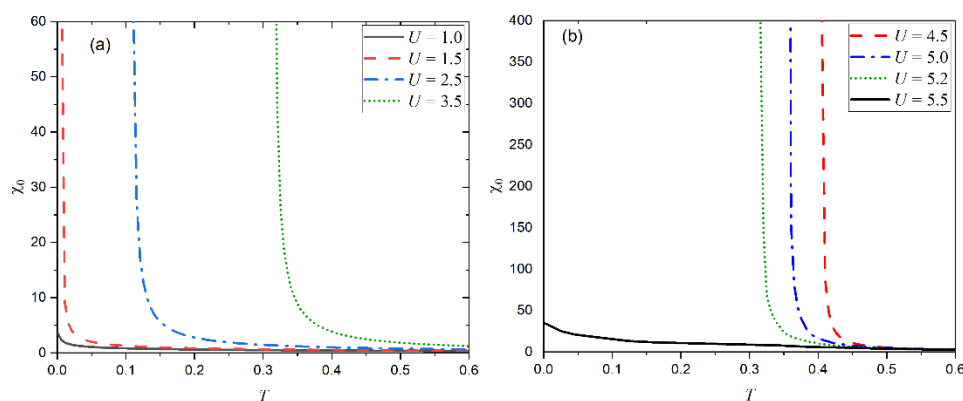 (a)
U = 1.0
U = 1.5
U = 2.5
U = 3.5
60
50
40
30
20
10
0
χ0
0.0 0.1 0.2 0.3 0.4 0.5 0.6
T
(b)
U = 4.5
U = 5.0
U = 5.2
U = 5.5
400
350
300
250
200
150
100
50
0
χ0
0.0 0.1 0.2 0.3 0.4 0.5 0.6
T